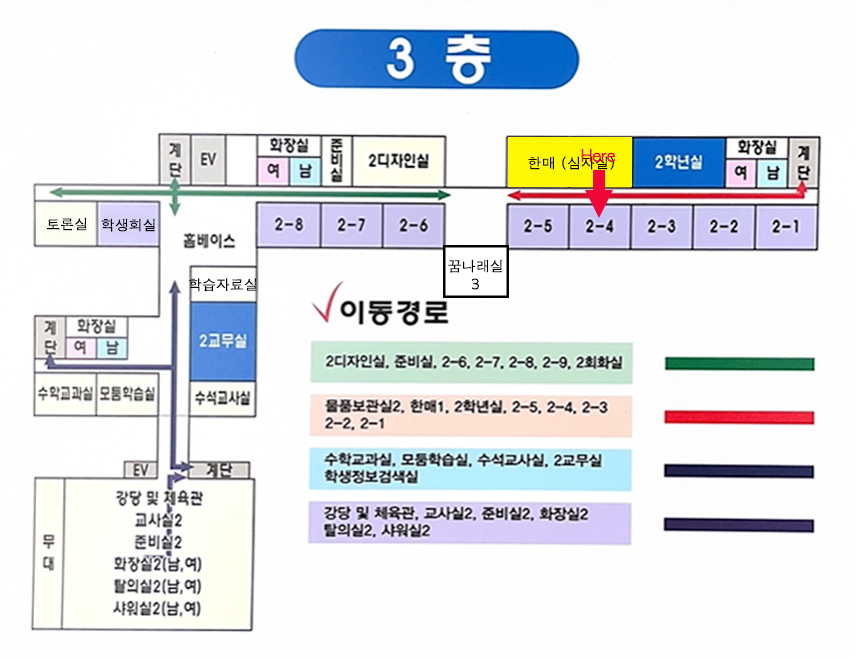 3 층
계단
EV
화장실
여 남
준비실
2디자인실
한매 (심자실)
Here
2학년실
화장실
여 남
계단
토론실
학생회실
홈베이스
2-8
2-7
2-6
2-5
2-4
2-3
2-2
2-1
꿈나래실
3
학습자료실
계단
화장실
여 남
2교무실
수학교과실
모둠학습실
수석교사실
EV
계단
무대
강당 및 체육관
교사실2
준비실2
화장실2(남,여)
탈의실2(남,여)
샤워실2(남,여)
이동경로
2디자인실, 준비실, 2-6, 2-7, 2-8, 2-9, 2회화실
물품보관실2, 한매1, 2학년실, 2-5, 2-4, 2-3
2-2, 2-1
수학교과실, 모둠학습실, 수석교사실, 2교무실
학생정보검색실
강당 및 체육관, 교사실2, 준비실2, 화장실2
탈의실2, 샤워실2